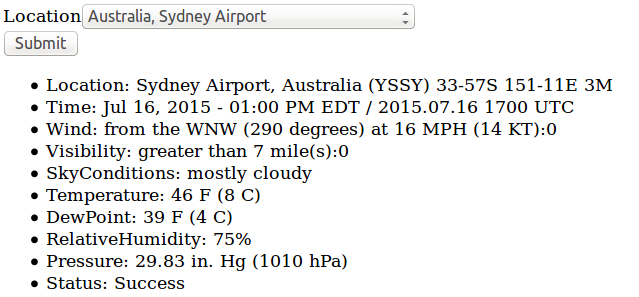 Location Australia, Sydney Airport
Submit
• Location: Sydney Airport, Australia (YSSY) 33-57S 151-11E 3M
• Time: Jul 16, 2015 - 01:00 PM EDT / 2015.07.16 1700 UTC
• Wind: from the WNW (290 degrees) at 16 MPH (14 KT):0
• Visibility: greater than 7 mile(s):0
• SkyConditions: mostly cloudy
• Temperature: 46 F (8 C)
• DewPoint: 39 F (4 C)
• RelativeHumidity: 75%
• Pressure: 29.83 in. Hg (1010 hPa)
• Status: Success